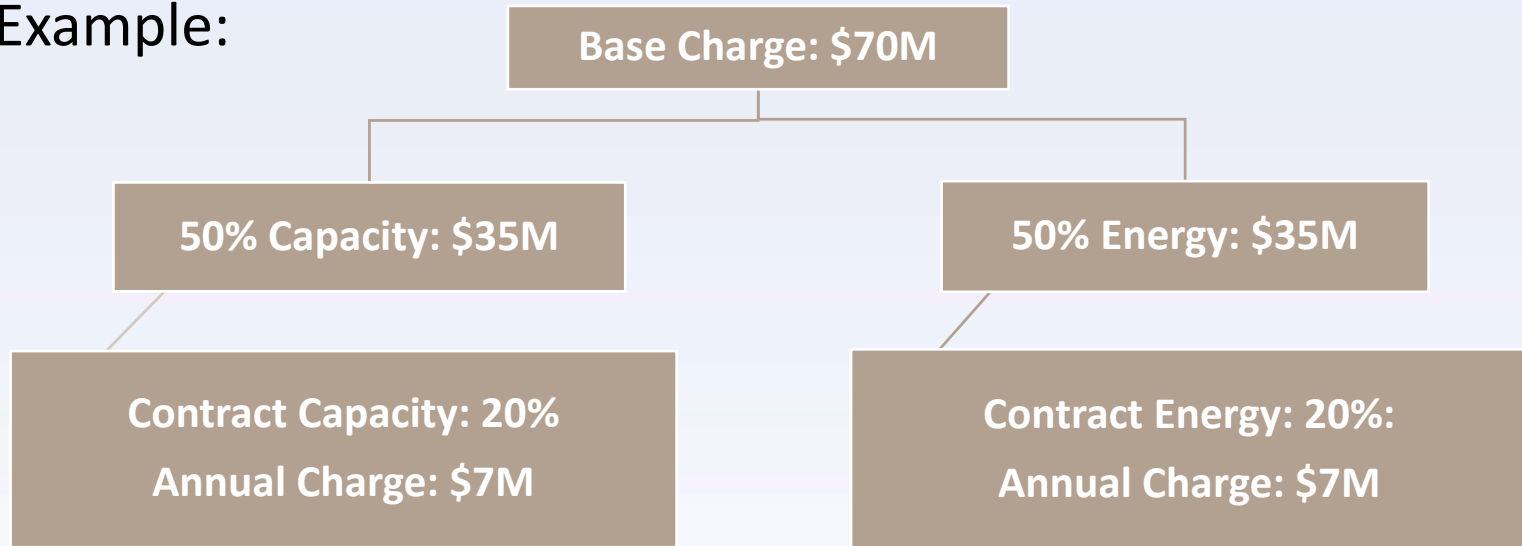 Example:
Base Charge: $70M
50% Capacity: $35M
50% Energy: $35M
Contract Capacity: 20%
Annual Charge: $7M
Contract Energy: 20%:
Annual Charge: $7M